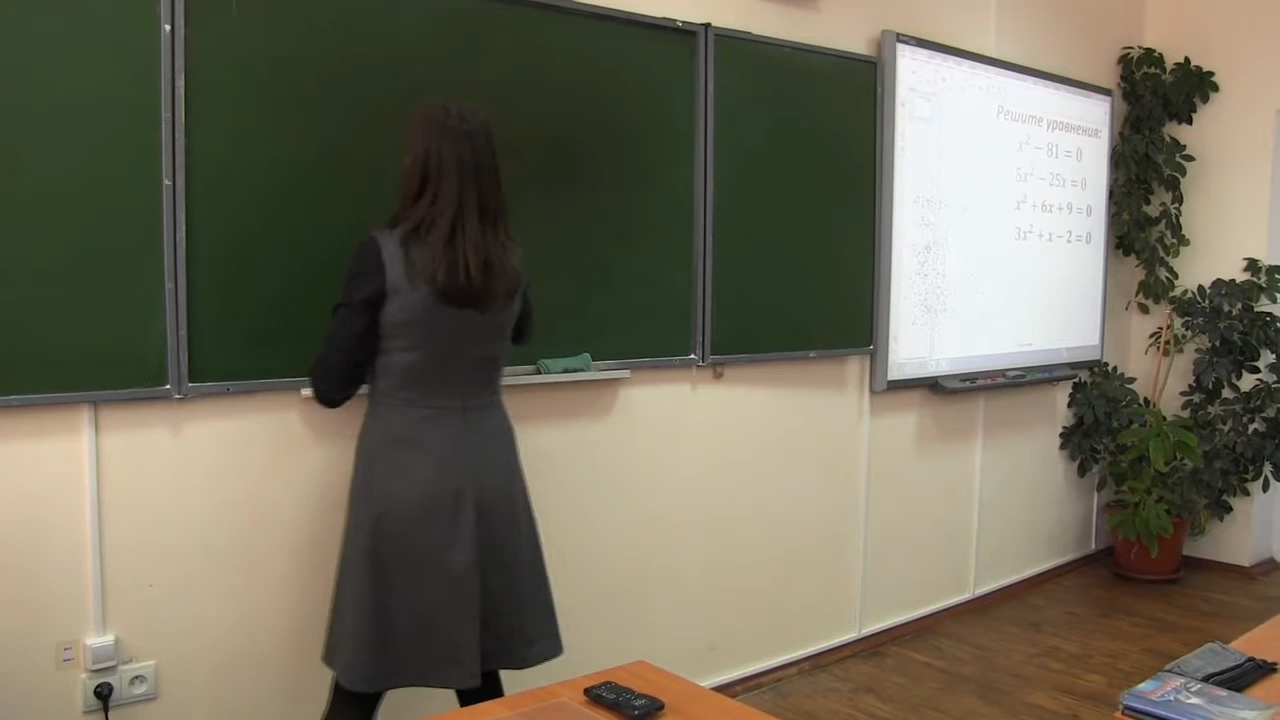 Решите уравнения:
x² − 81 = 0
5x² − 25x = 0
x² + 6x + 9 = 0
3x² + x − 2 = 0